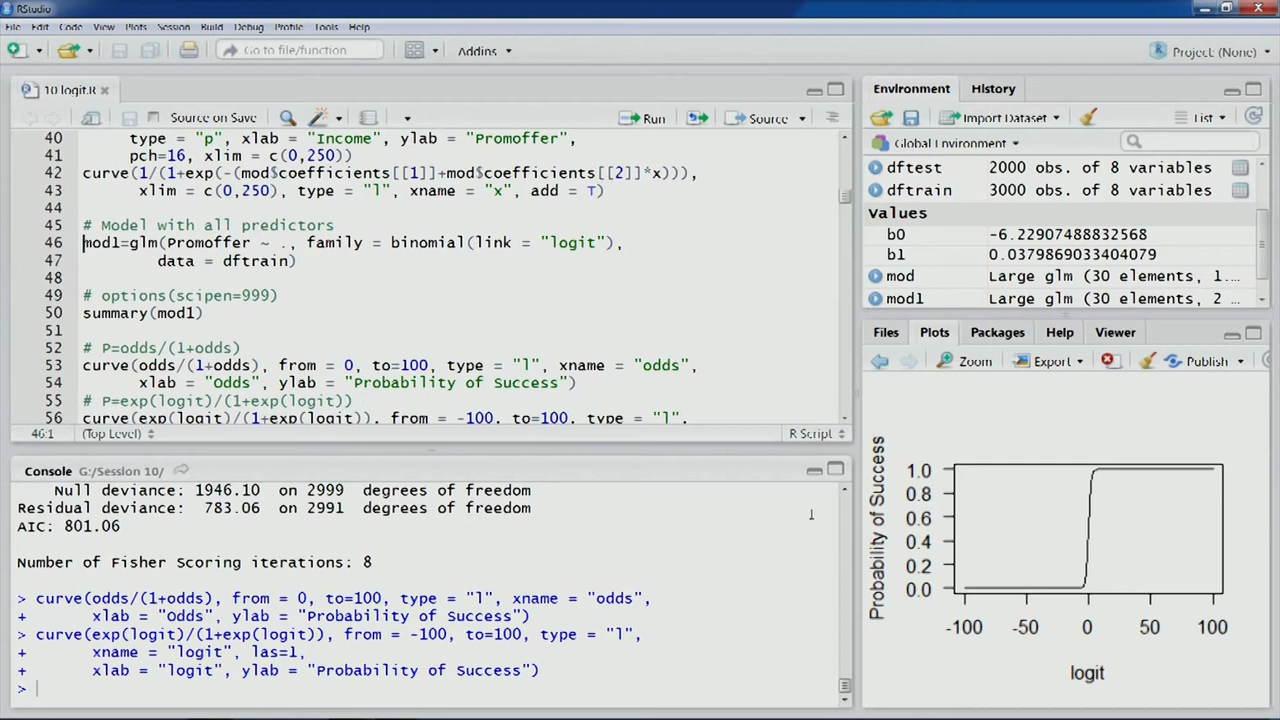 RStudio
File Edit Code View Plots Session Build Debug Profile Tools Help
Go to file/function
Addins
Project: (None)
10 logit.R
Source on Save
Run
Source
40 type = "p", xlab = "Income", ylab = "Promoffer",
41 pch=16, xlim = c(0,250))
42 curve(1/(1+exp(-(mod$coefficients[[1]]+mod$coefficients[[2]]*x))),
43 xlim = c(0,250), type = "l", xname = "x", add = T)
44
45 # Model with all predictors
46 mod1=glm(Promoffer ~ ., family = binomial(link = "logit"),
47 data = dftrain)
48
49 # options(scipen=999)
50 summary(mod1)
51
52 # P=odds/(1+odds)
53 curve(odds/(1+odds), from = 0, to=100, type = "l", xname = "odds",
54 xlab = "Odds", ylab = "Probability of Success")
55 # P=exp(logit)/(1+exp(logit))
56 curve(exp(logit)/(1+exp(logit)), from = -100, to=100, type = "l",
46:1 (Top Level) R Script
Console G:/Session 10/
Null deviance: 1946.10 on 2999 degrees of freedom
Residual deviance: 783.06 on 2991 degrees of freedom
AIC: 801.06
Number of Fisher Scoring iterations: 8
> curve(odds/(1+odds), from = 0, to=100, type = "l", xname = "odds",
+ xlab = "Odds", ylab = "Probability of Success")
> curve(exp(logit)/(1+exp(logit)), from = -100, to=100, type = "l",
+ xname = "logit", las=1,
+ xlab = "logit", ylab = "Probability of Success")
>
Environment History
Import Dataset List
Global Environment
dftest 2000 obs. of 8 variables
dftrain 3000 obs. of 8 variables
Values
b0 -6.22907488832568
b1 0.0379869033404079
mod Large glm (30 elements, 1...
mod1 Large glm (30 elements, 2 ...
Files Plots Packages Help Viewer
Zoom Export Publish
Probability of Success
1.0
0.8
0.6
0.4
0.2
0.0
-100 -50 0 50 100
logit